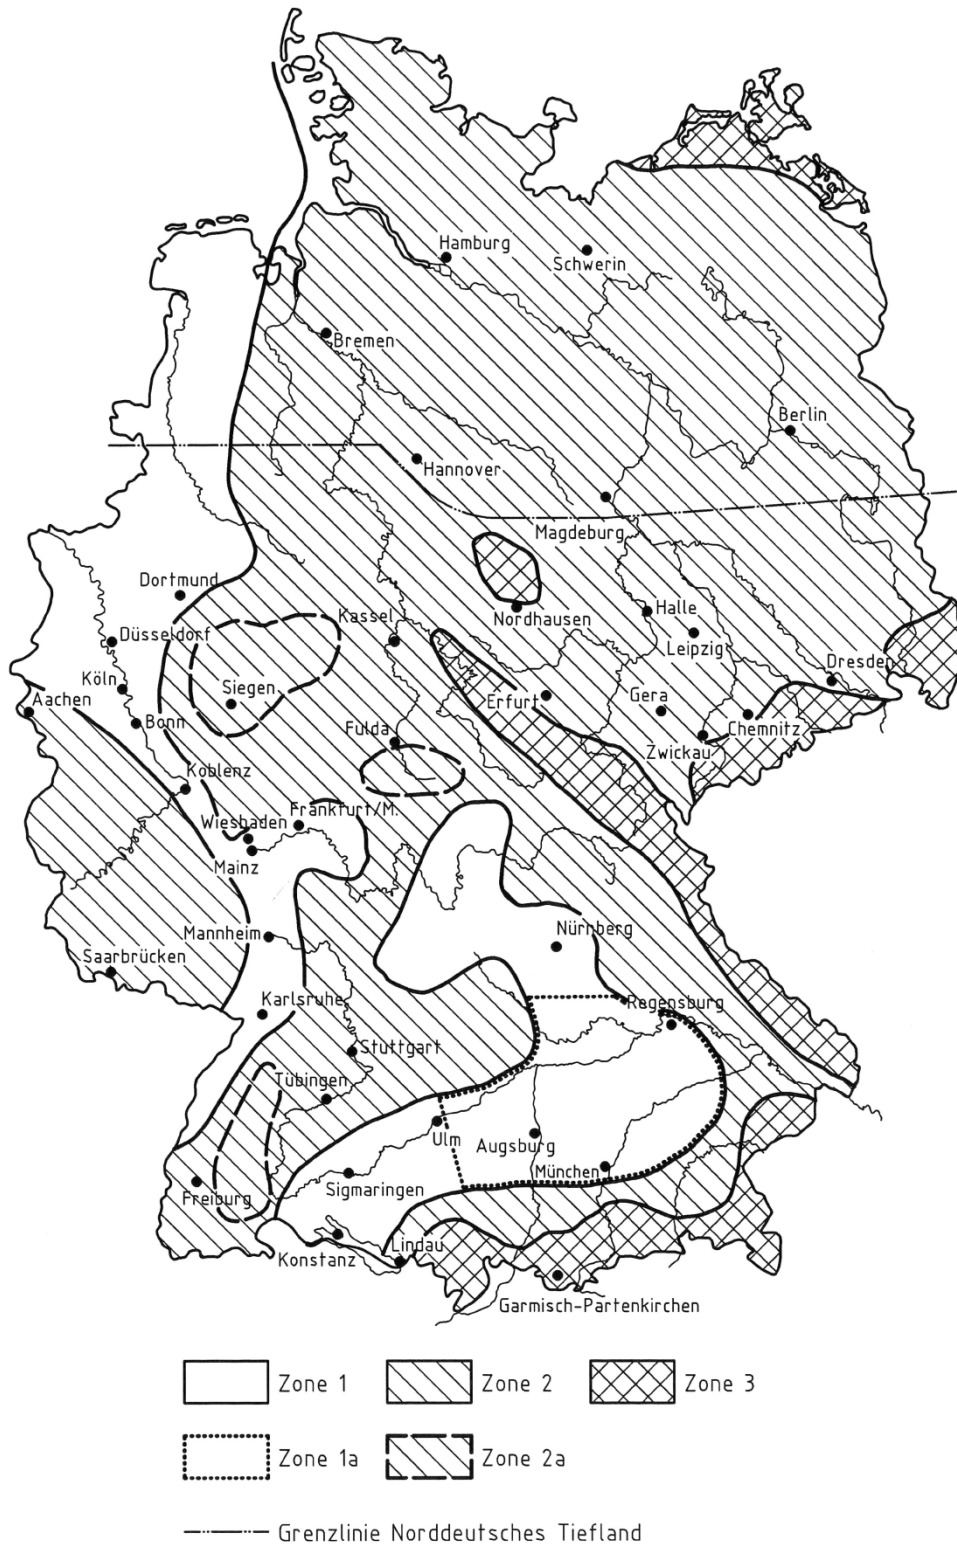 Hamburg
Schwerin
Bremen
Berlin
Hannover
Magdeburg
Dortmund
Kassel
Nordhausen
Halle
Düsseldorf
Leipzig
Köln
Siegen
Dresden
Aachen
Erfurt
Gera
Bonn
Fulda
Chemnitz
Zwickau
Koblenz
Frankfurt/M.
Wiesbaden
Mainz
Mannheim
Nürnberg
Saarbrücken
Karlsruhe
Regensburg
Stuttgart
Tübingen
Ulm
Augsburg
München
Freiburg
Sigmaringen
Konstanz
Lindau
Garmisch-Partenkirchen
Zone 1
Zone 2
Zone 3
Zone 1a
Zone 2a
Grenzlinie Norddeutsches Tiefland